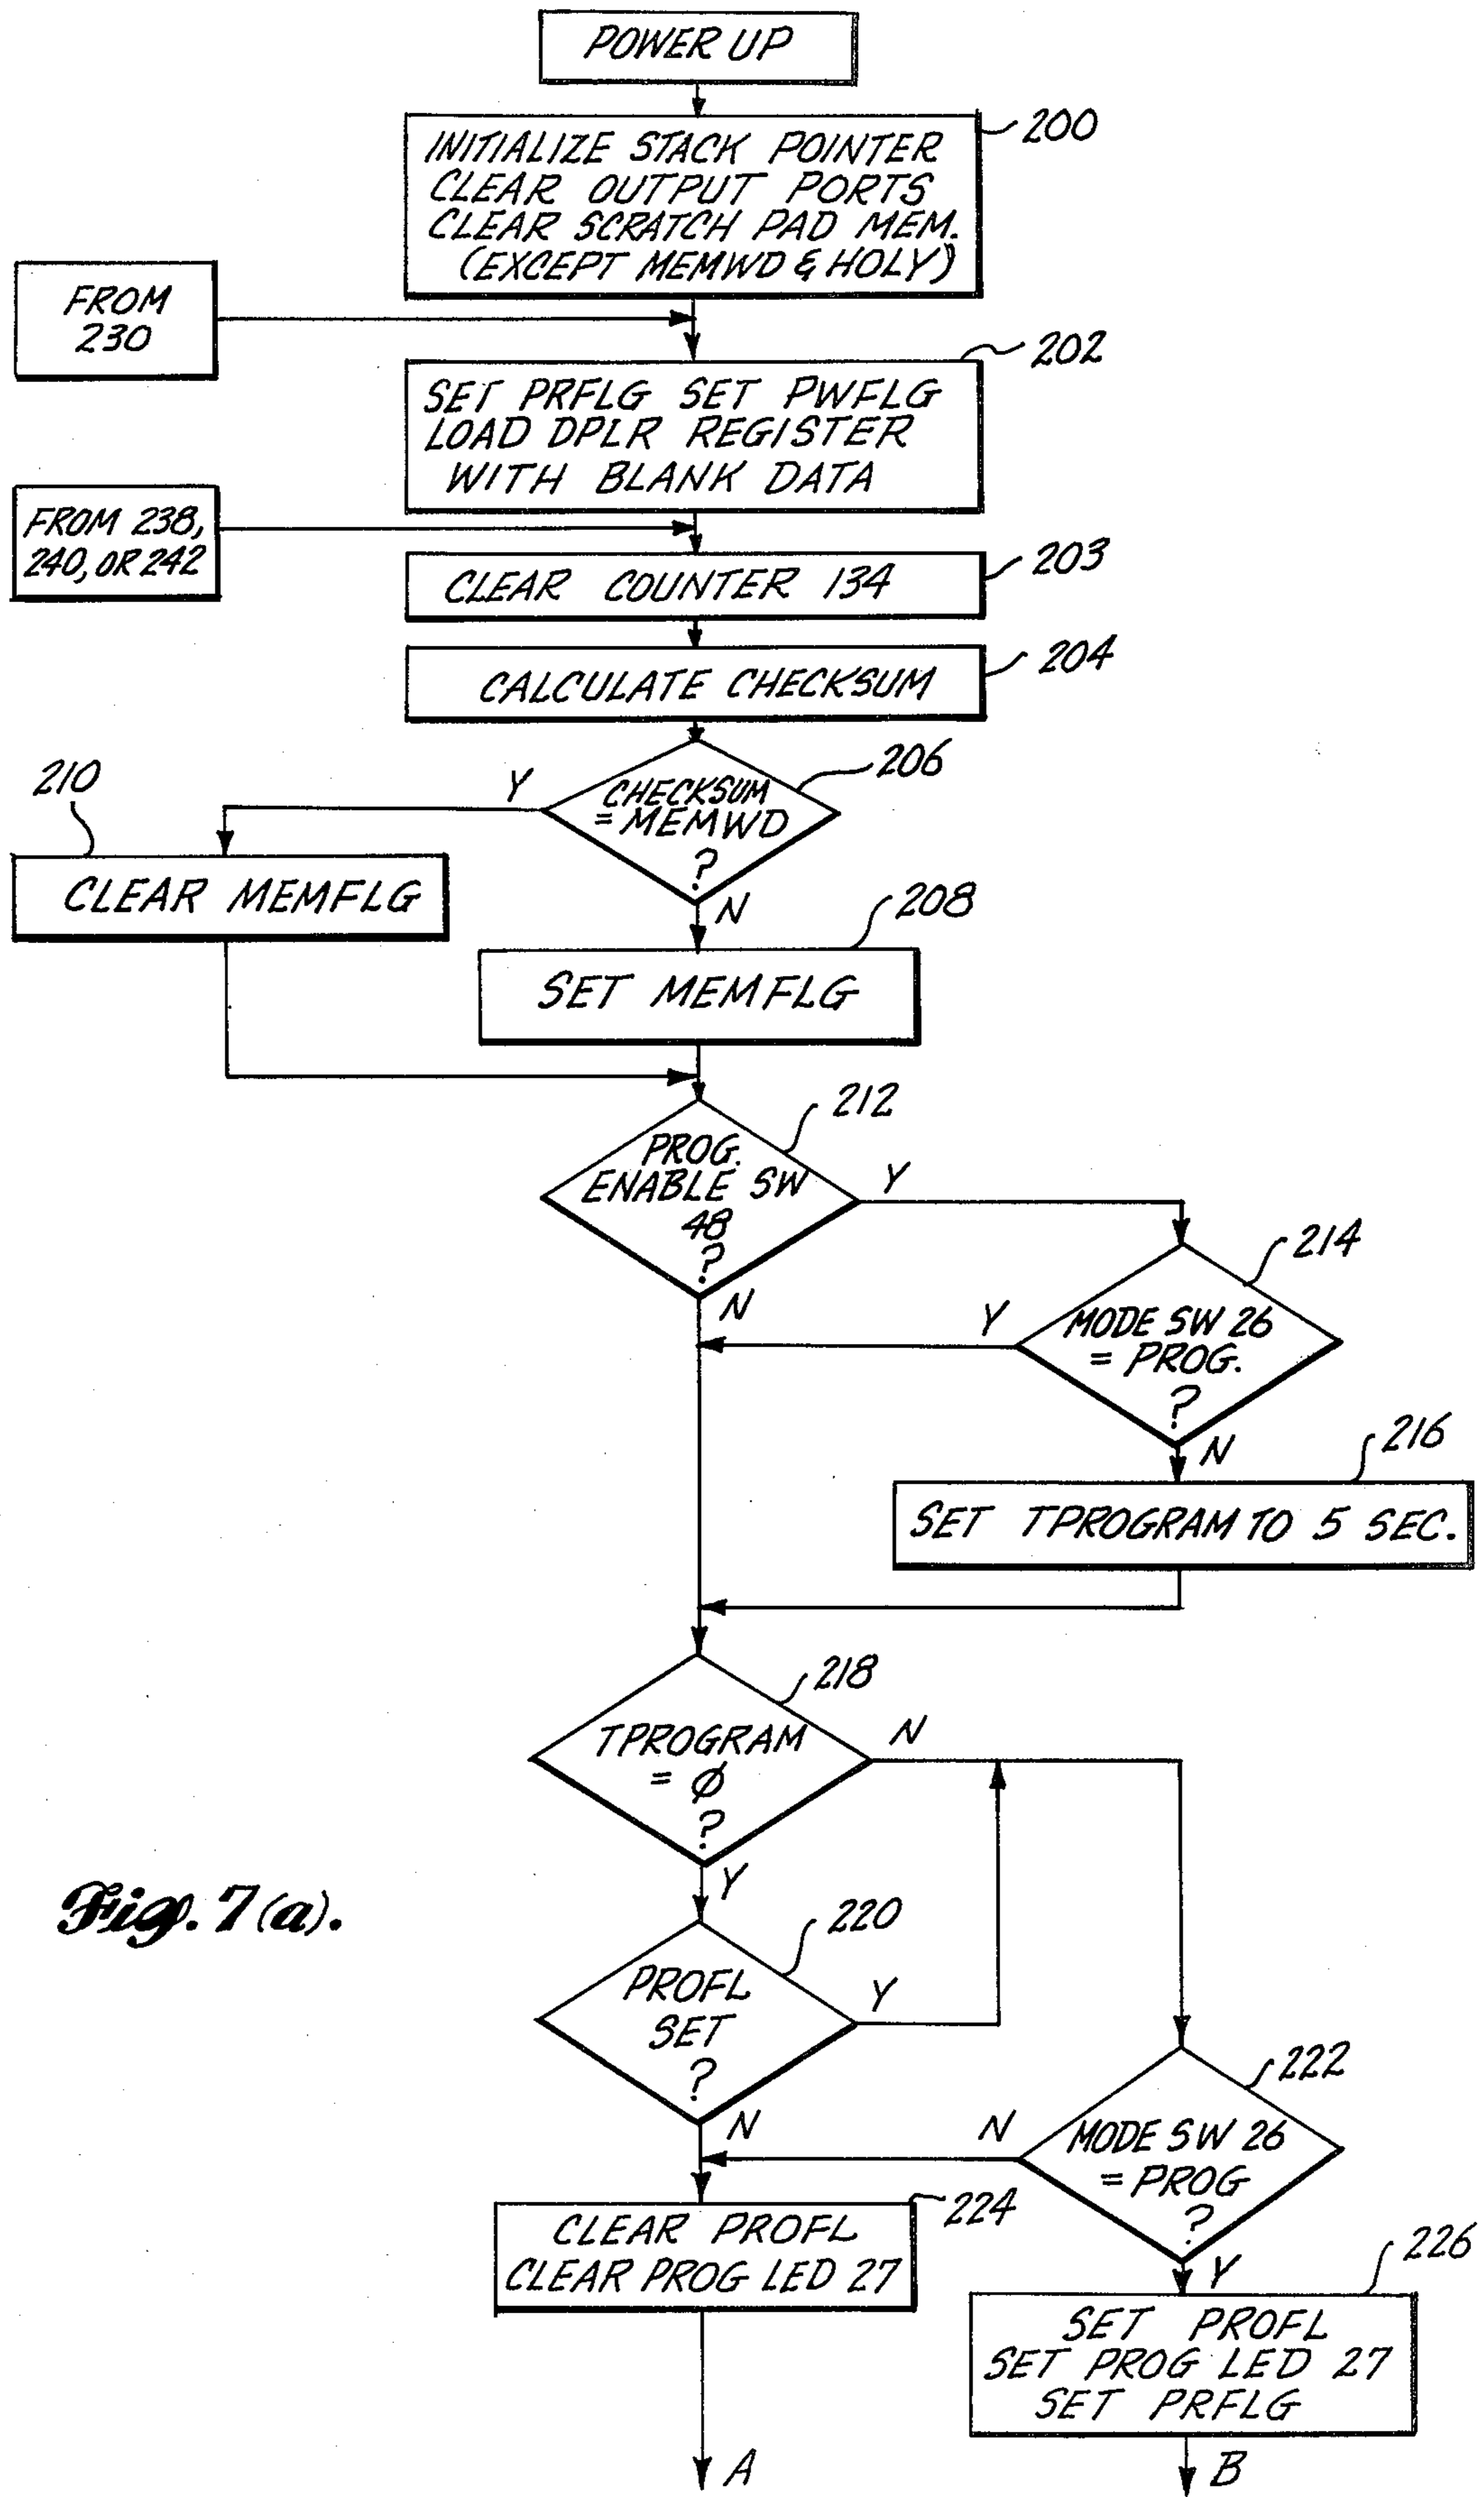 POWER UP
200
INITIALIZE STACK POINTER
CLEAR OUTPUT PORTS
CLEAR SCRATCH PAD MEM.
(EXCEPT MEMWD & HOLY)
FROM
230
202
SET PRFLG SET PWFLG
LOAD DPLR REGISTER
WITH BLANK DATA
FROM 238,
240, OR 242
203
CLEAR COUNTER 134
204
CALCULATE CHECKSUM
206
CHECKSUM
= MEMWD
?
Y
N
210
CLEAR MEMFLG
208
SET MEMFLG
212
PROG.
ENABLE SW
48
?
Y
N
214
MODE SW 26
= PROG.
?
Y
N
216
SET TPROGRAM TO 5 SEC.
218
TPROGRAM
= Ø
?
N
Y
Fig. 7(a).
220
PROFL
SET
?
Y
N
222
MODE SW 26
= PROG
?
N
Y
224
CLEAR PROFL
CLEAR PROG LED 27
226
SET PROFL
SET PROG LED 27
SET PRFLG
A
B